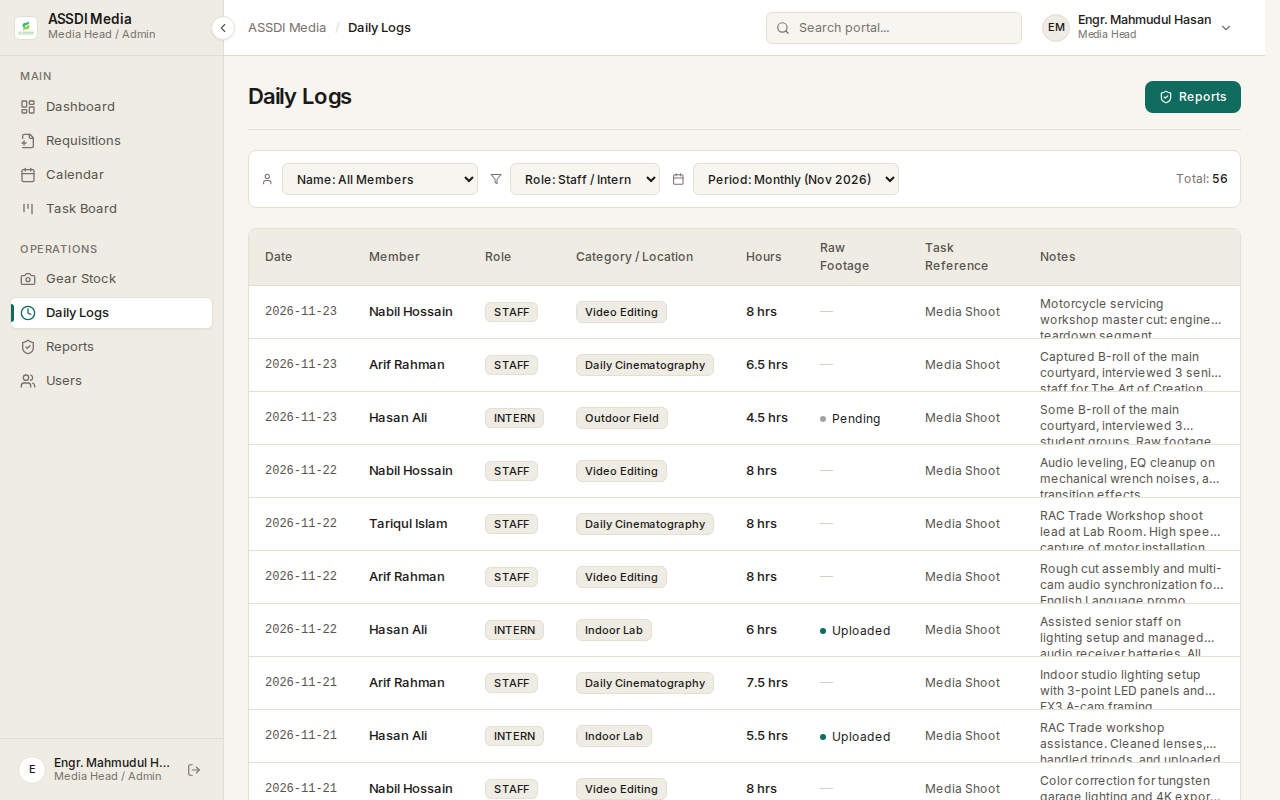 ASSDI Media
Media Head / Admin
MAIN
Dashboard
Requisitions
Calendar
Task Board
OPERATIONS
Gear Stock
Daily Logs
Reports
Users
E
Engr. Mahmudul H...
Media Head / Admin
ASSDI Media / Daily Logs
Search portal...
EM
Engr. Mahmudul Hasan
Media Head
Daily Logs
Reports
Name: All Members
Role: Staff / Intern
Period: Monthly (Nov 2026)
Total: 56
Date Member Role Category / Location Hours Raw Footage Task Reference Notes
2026-11-23 Nabil Hossain STAFF Video Editing 8 hrs — Media Shoot
Motorcycle servicing
workshop master cut: engine...
teardown segment
2026-11-23 Arif Rahman STAFF Daily Cinematography 6.5 hrs — Media Shoot
Captured B-roll of the main
courtyard, interviewed 3 seni...
staff for The Art of Creation
2026-11-23 Hasan Ali INTERN Outdoor Field 4.5 hrs Pending Media Shoot
Some B-roll of the main
courtyard, interviewed 3...
student groups. Raw footage
2026-11-22 Nabil Hossain STAFF Video Editing 8 hrs — Media Shoot
Audio leveling, EQ cleanup on
mechanical wrench noises, a...
transition effects
2026-11-22 Tariqul Islam STAFF Daily Cinematography 8 hrs — Media Shoot
RAC Trade Workshop shoot
lead at Lab Room. High spee...
capture of motor installation
2026-11-22 Arif Rahman STAFF Video Editing 8 hrs — Media Shoot
Rough cut assembly and multi-
cam audio synchronization fo...
English Language promo
2026-11-22 Hasan Ali INTERN Indoor Lab 6 hrs Uploaded Media Shoot
Assisted senior staff on
lighting setup and managed...
audio receiver batteries. All
2026-11-21 Arif Rahman STAFF Daily Cinematography 7.5 hrs — Media Shoot
Indoor studio lighting setup
with 3-point LED panels and...
FX3 A-cam framing
2026-11-21 Hasan Ali INTERN Indoor Lab 5.5 hrs Uploaded Media Shoot
RAC Trade workshop
assistance. Cleaned lenses,...
handled tripods, and uploaded
2026-11-21 Nabil Hossain STAFF Video Editing 8 hrs — Media Shoot
Color correction for tungsten
garage lighting and 4K expor...